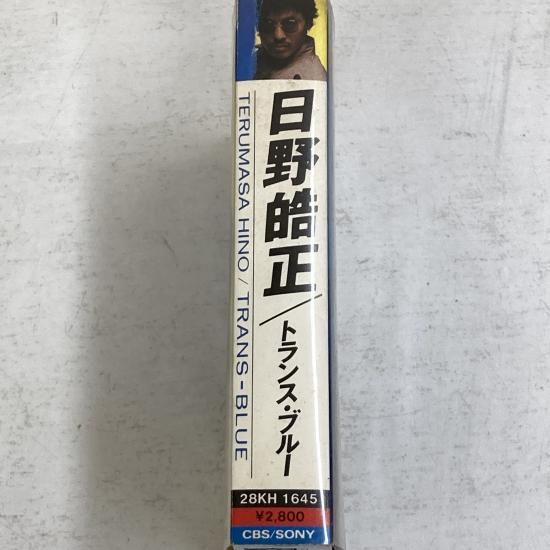 日野皓正/トランス・ブルー
TERUMASA HINO/TRANS-BLUE
28KH 1645
¥2,800
CBS/SONY